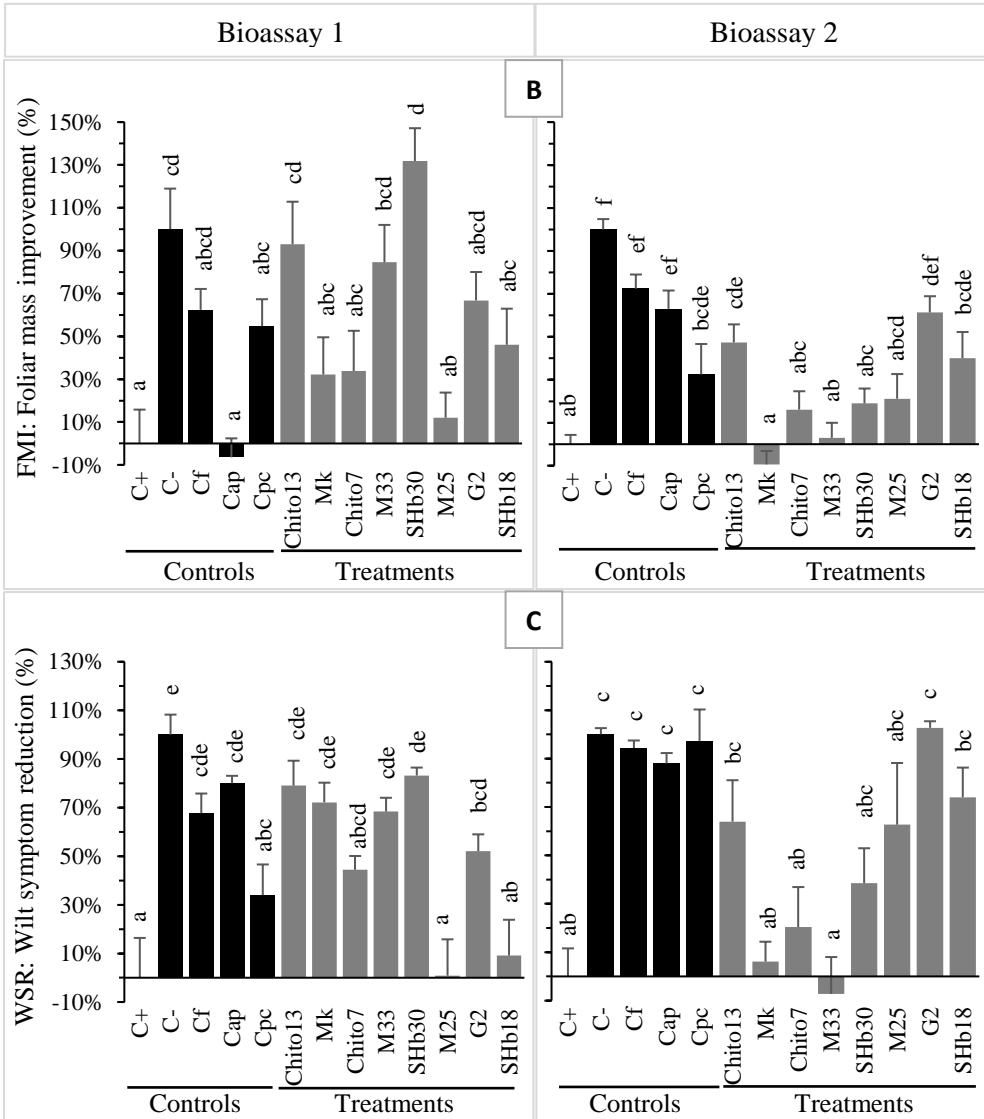 Bioassay 1
Bioassay 2
B
FMI: Foliar mass improvement (%)
150%
130%
110%
90%
70%
50%
30%
10%
-10%
a
cd
abcd
a
abc
cd
abc
abc
bcd
d
ab
abcd
abc
C+
C-
Cf
Cap
Cpc
Chito13
Mk
Chito7
M33
SHb30
M25
G2
SHb18
Controls
Treatments
ab
f
ef
ef
bcde
cde
a
abc
ab
abc
abcd
def
bcde
C+
C-
Cf
Cap
Cpc
Chito13
Mk
Chito7
M33
SHb30
M25
G2
SHb18
Controls
Treatments
C
WSR: Wilt symptom reduction (%)
130%
110%
90%
70%
50%
30%
10%
-10%
a
e
cde
cde
abc
cde
cde
abcd
cde
de
a
bcd
ab
C+
C-
Cf
Cap
Cpc
Chito13
Mk
Chito7
M33
SHb30
M25
G2
SHb18
Controls
Treatments
ab
c
c
c
c
bc
ab
ab
a
abc
abc
c
bc
C+
C-
Cf
Cap
Cpc
Chito13
Mk
Chito7
M33
SHb30
M25
G2
SHb18
Controls
Treatments